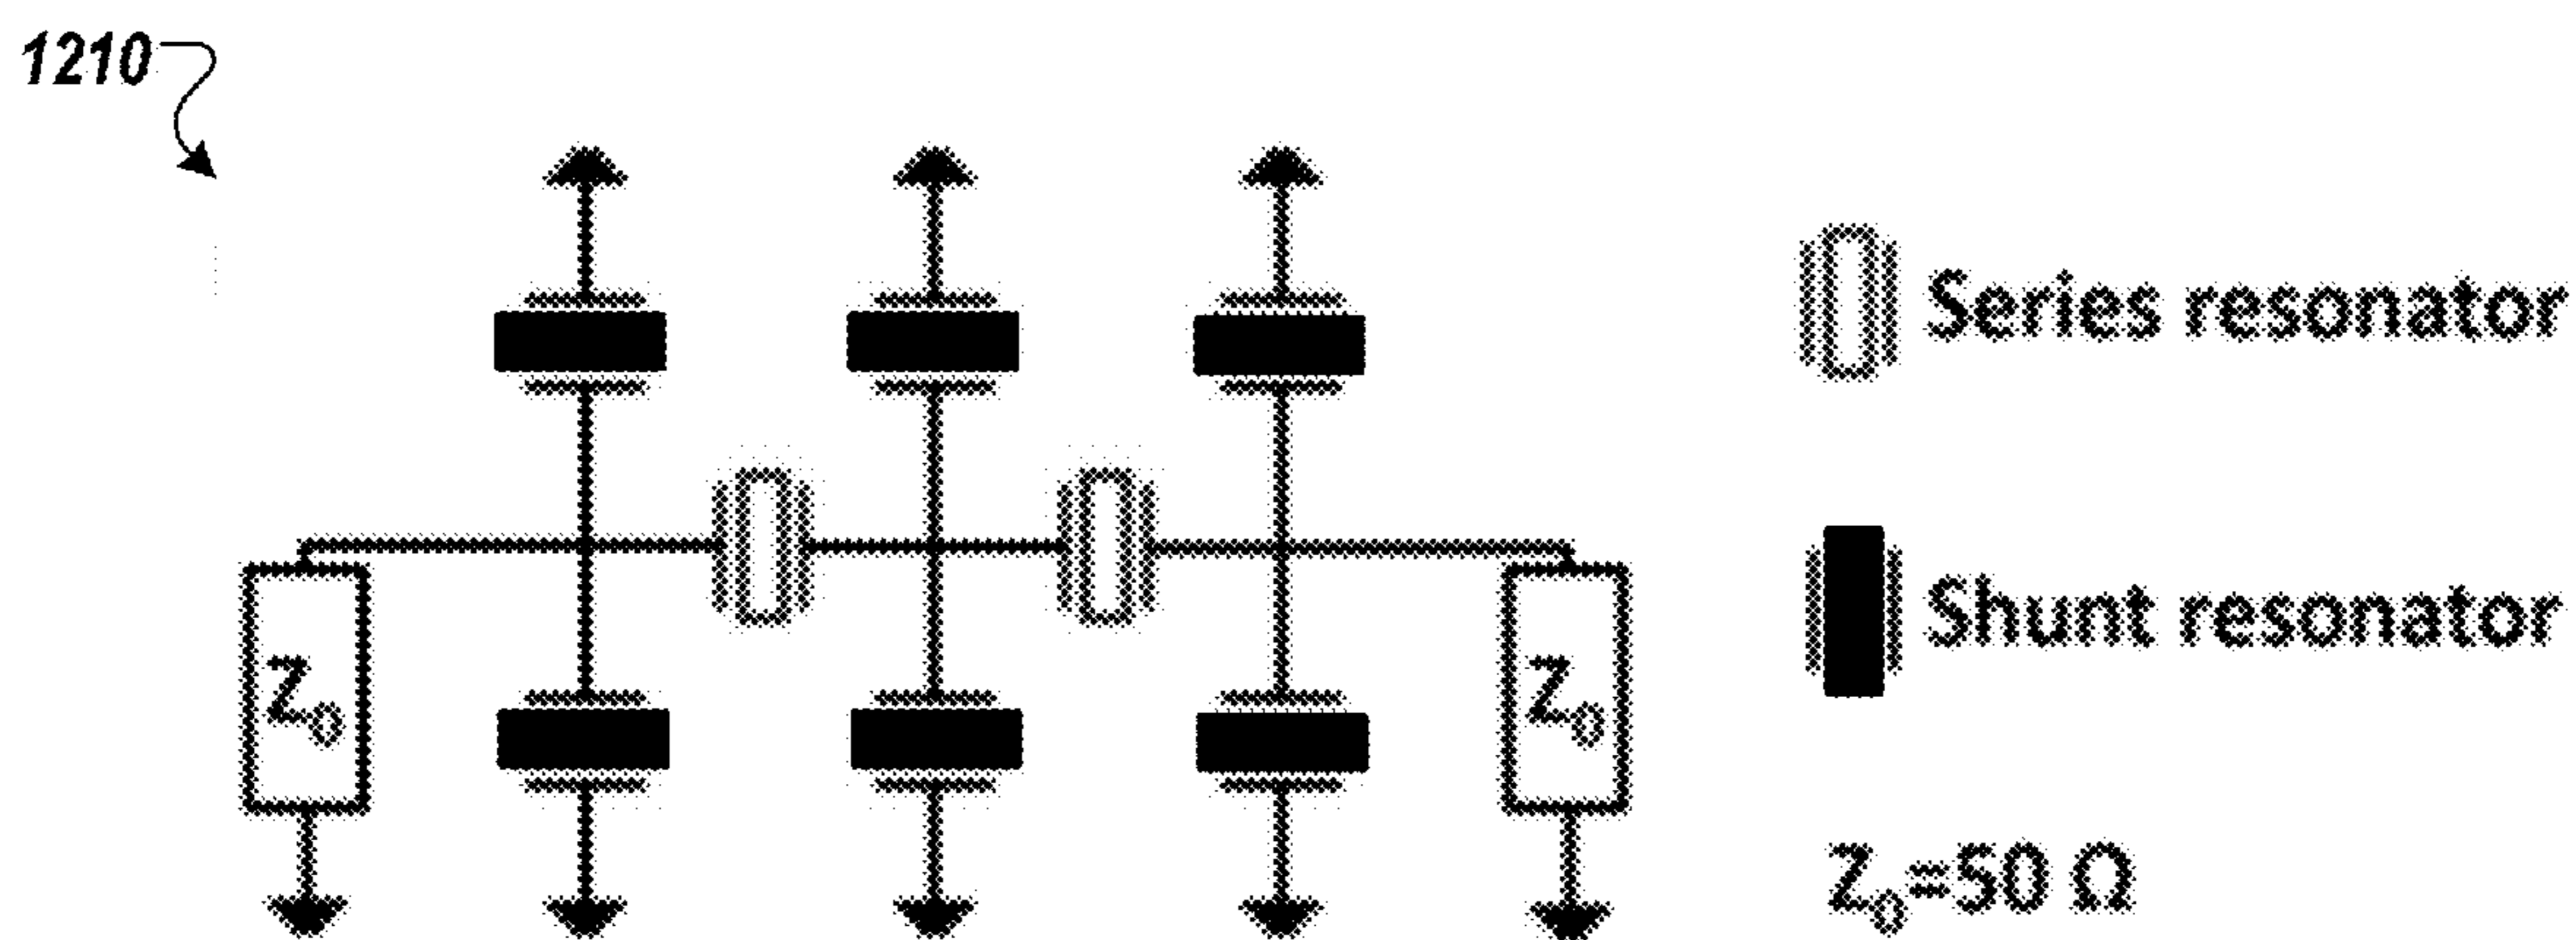 1210
Series resonator
Shunt resonator
Z₀
Z₀
Z₀=50 Ω